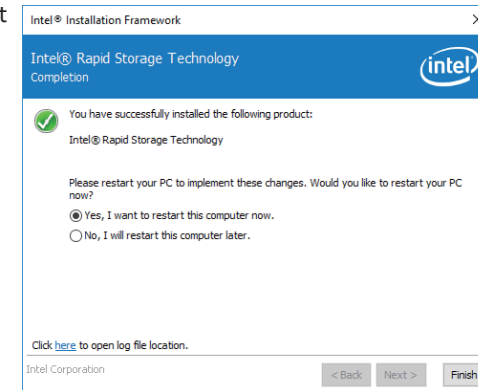 t
Intel® Installation Framework
Intel® Rapid Storage Technology
Completion
intel
You have successfully installed the following product:
Intel® Rapid Storage Technology
Please restart your PC to implement these changes. Would you like to restart your PC
now?
Yes, I want to restart this computer now.
No, I will restart this computer later.
Click here to open log file location.
Intel Corporation
< Back Next > Finish